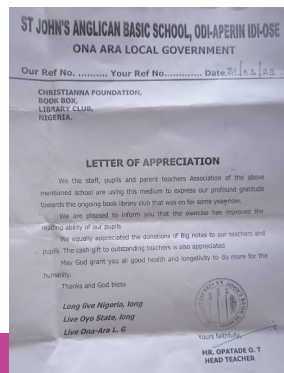 ST JOHN'S ANGLICAN BASIC SCHOOL, ODI-APERIN IDI-OSE
ONA ARA LOCAL GOVERNMENT
Our Ref No. .......... Your Ref No............. Date
CHRISTIANNA FOUNDATION,
BOOK BOX,
LIBRARY CLUB,
NIGERIA.
LETTER OF APPRECIATION
We the staff, pupils and parent teachers Association of the above
mentioned school are using this medium to express our profound gratitude
towards the ongoing book library club that was on for some years now.
We are pleased to inform you that the exercise has improved the
reading ability of our pupils
We equally appreciated the donations of Big notes to our teachers and
pupils. The cash gift to outstanding teachers is also appreciated
May God grant you all good health and longetivity to do more for the
humanity.
Thanks and God bless
Long live Nigeria, long
Live Oyo State, long
Live Ona-Ara L. G
Yours faithfully,
MR. OPATADE O. T
HEAD TEACHER